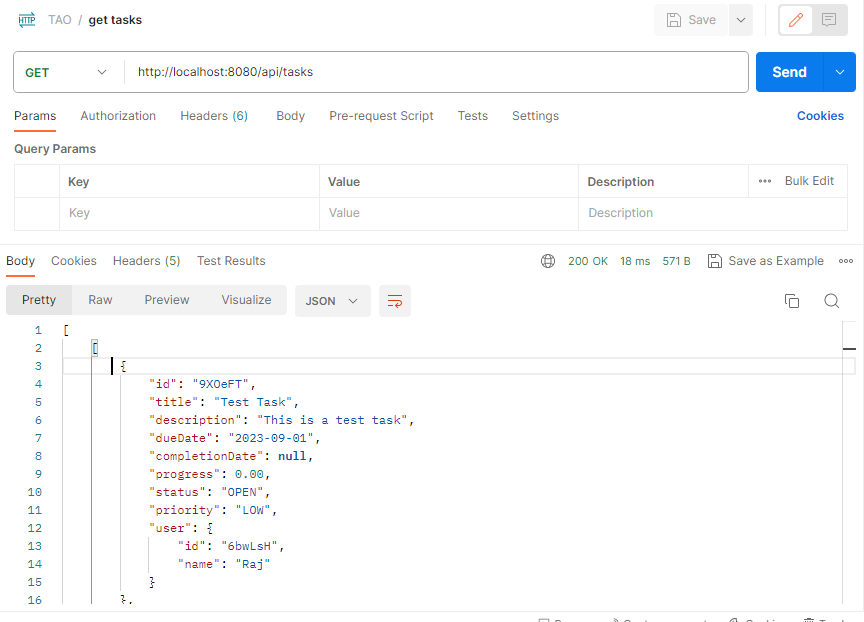 HTTP TAO / get tasks Save
GET http://localhost:8080/api/tasks Send
Params Authorization Headers (6) Body Pre-request Script Tests Settings Cookies
Query Params
Key Value Description ••• Bulk Edit
Key Value Description
Body Cookies Headers (5) Test Results 200 OK 18 ms 571 B Save as Example
Pretty Raw Preview Visualize JSON
1 [
2 [
3 {
4 "id": "9XOeFT",
5 "title": "Test Task",
6 "description": "This is a test task",
7 "dueDate": "2023-09-01",
8 "completionDate": null,
9 "progress": 0.00,
10 "status": "OPEN",
11 "priority": "LOW",
12 "user": {
13 "id": "6bwLsH",
14 "name": "Raj"
15 }
16 },